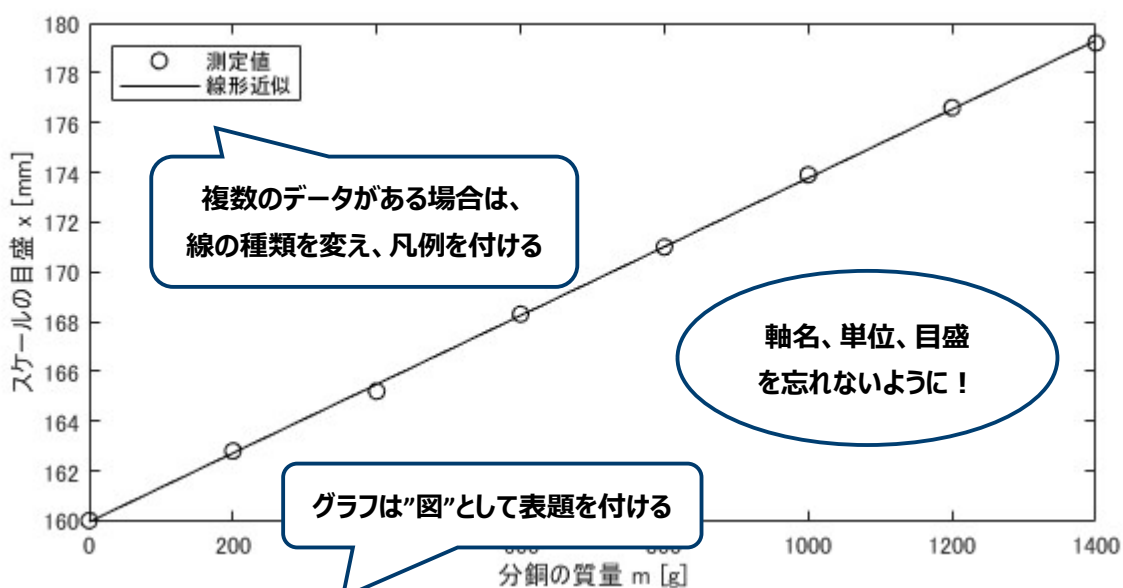 180
178
176
174
172
170
168
166
164
162
160
スケールの目盛 x [mm]
測定値
線形近似
複数のデータがある場合は、
線の種類を変え、凡例を付ける
軸名、単位、目盛
を忘れないように！
グラフは”図”として表題を付ける
0 200 1000 1200 1400
分銅の質量 m [g]